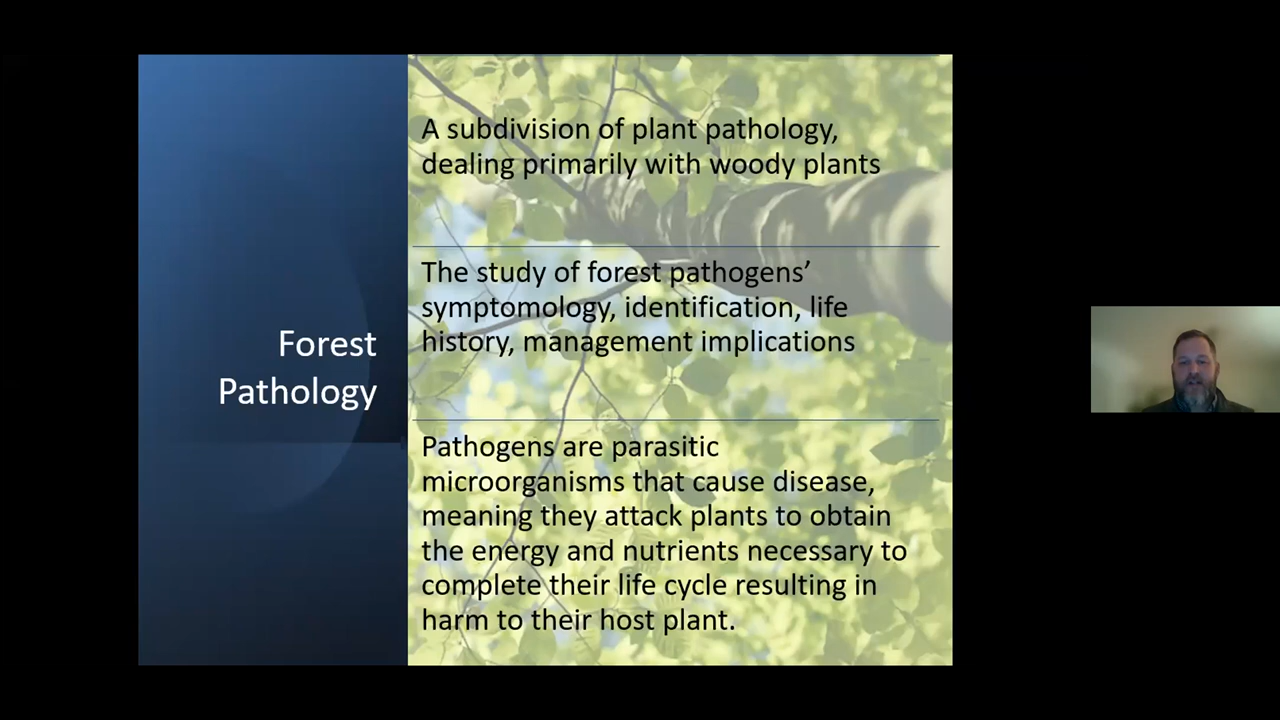 Forest
Pathology
A subdivision of plant pathology,
dealing primarily with woody plants
The study of forest pathogens’
symptomology, identification, life
history, management implications
Pathogens are parasitic
microorganisms that cause disease,
meaning they attack plants to obtain
the energy and nutrients necessary to
complete their life cycle resulting in
harm to their host plant.